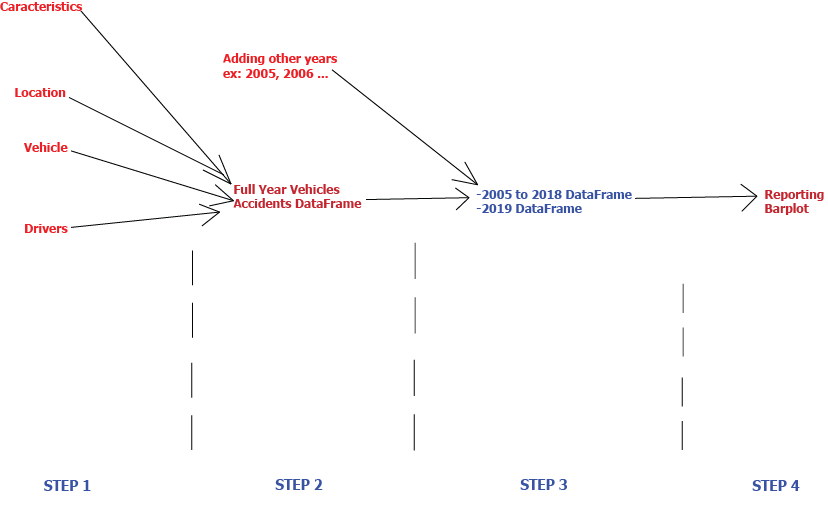 Caracteristics
Adding other years
ex: 2005, 2006 ...
Location
Vehicle
Full Year Vehicles
Accidents DataFrame
-2005 to 2018 DataFrame
-2019 DataFrame
Reporting
Barplot
Drivers
STEP 1
STEP 2
STEP 3
STEP 4